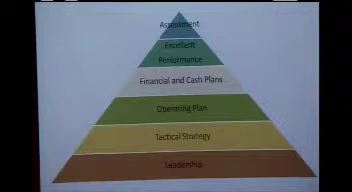 Assessment
Excellent
Performance
Financial and Cash Plans
Operating Plan
Tactical Strategy
Leadership